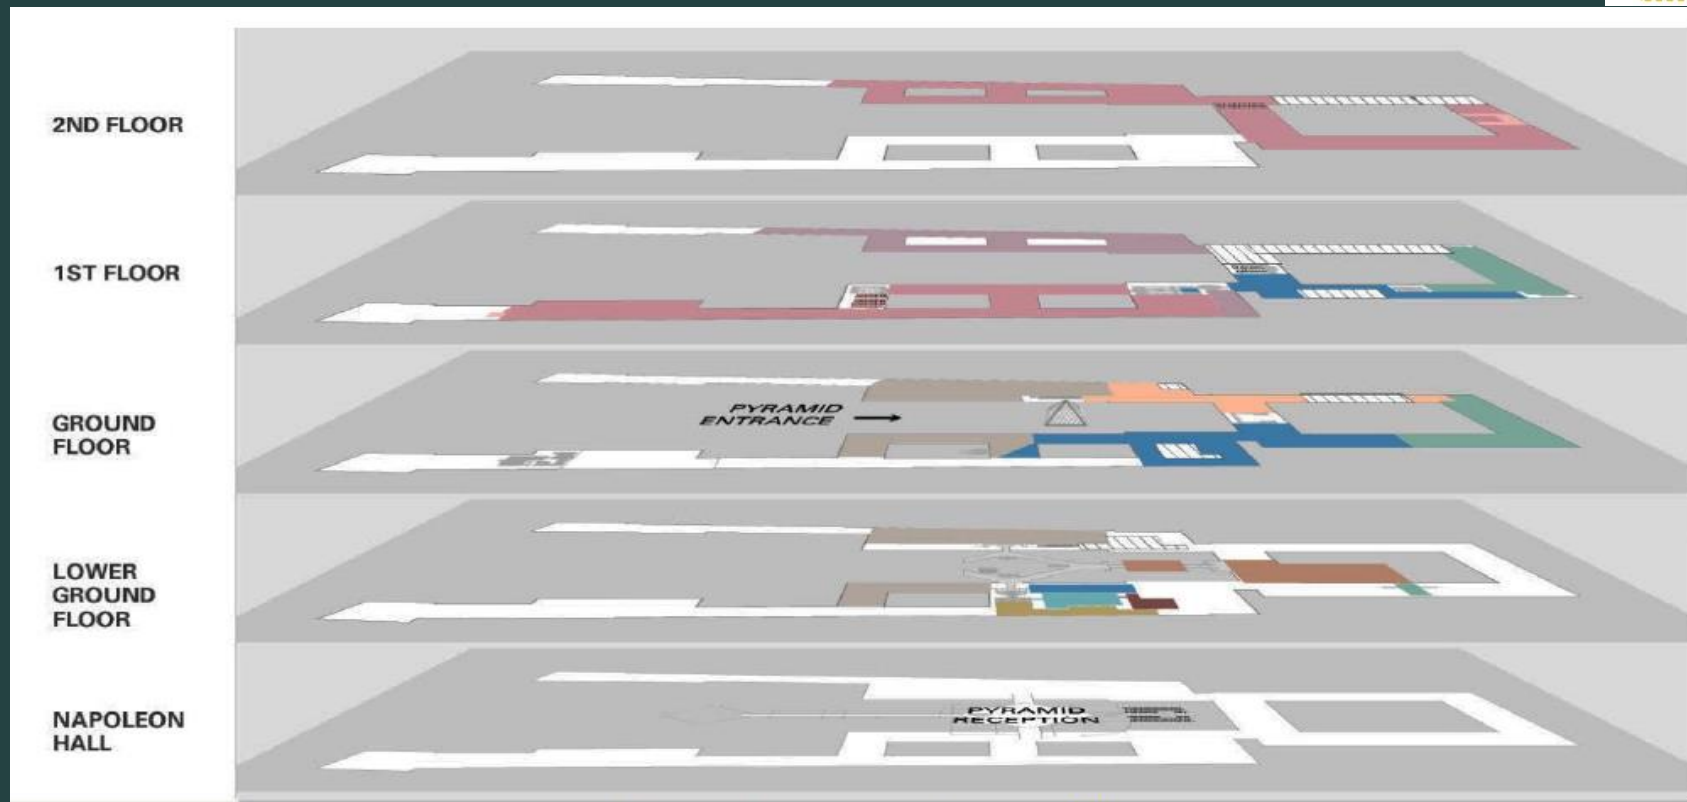 2ND FLOOR
1ST FLOOR
GROUND
FLOOR
PYRAMID
ENTRANCE
LOWER
GROUND
FLOOR
NAPOLEON
HALL
PYRAMID
RECEPTION